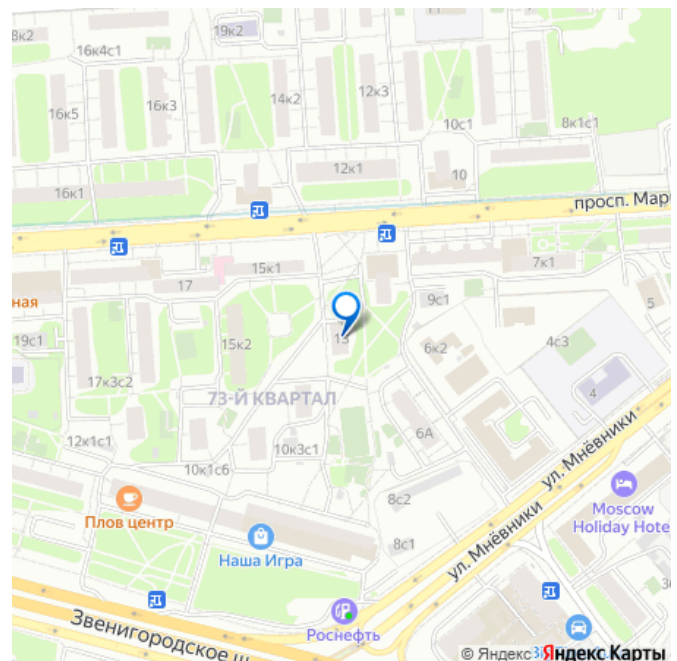 8к2
19к2
16к4с1
16к5
16к3
14к2
12к3
10с1
8к1с1
12к1
10
16к1
просп. Мар
15к1
17
7к1
ная
9с1
5
19с1
15к2
13
6к2
4с3
17к3с2
4
73-Й КВАРТАЛ
ул. Мнёвники
12к1с1
10к3с1
6А
10к1с6
8с2
Плов центр
Moscow
Holiday Hote
Наша Игра
8с1
ул. Мнёвники
Звенигородское ш
Роснефть
© Яндекс
Яндекс Карты